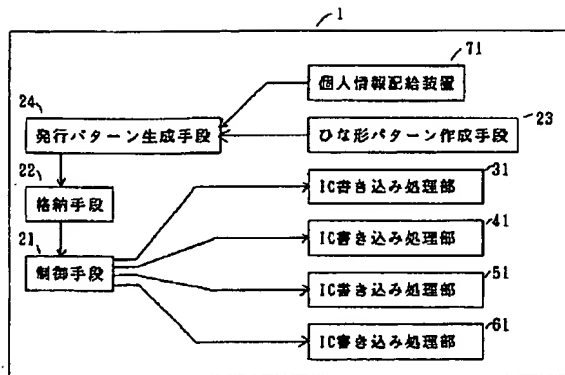 1
71
個人情報配給装置
24
発行パターン生成手段
ひな形パターン作成手段
23
22
格納手段
31
IC書き込み処理部
21
制御手段
41
IC書き込み処理部
51
IC書き込み処理部
61
IC書き込み処理部